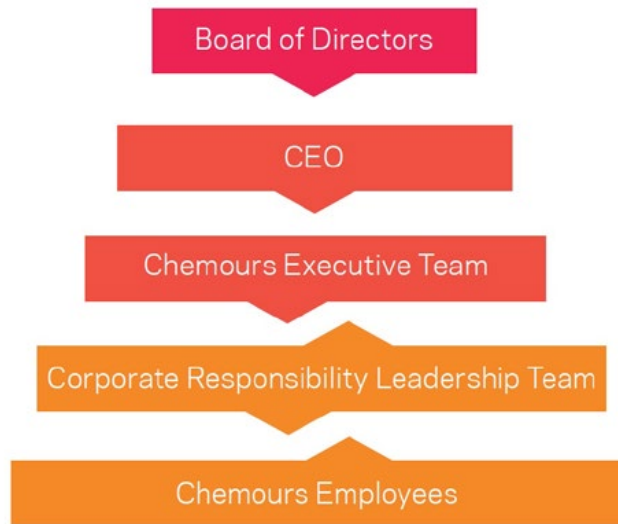 Board of Directors
CEO
Chemours Executive Team
Corporate Responsibility Leadership Team
Chemours Employees